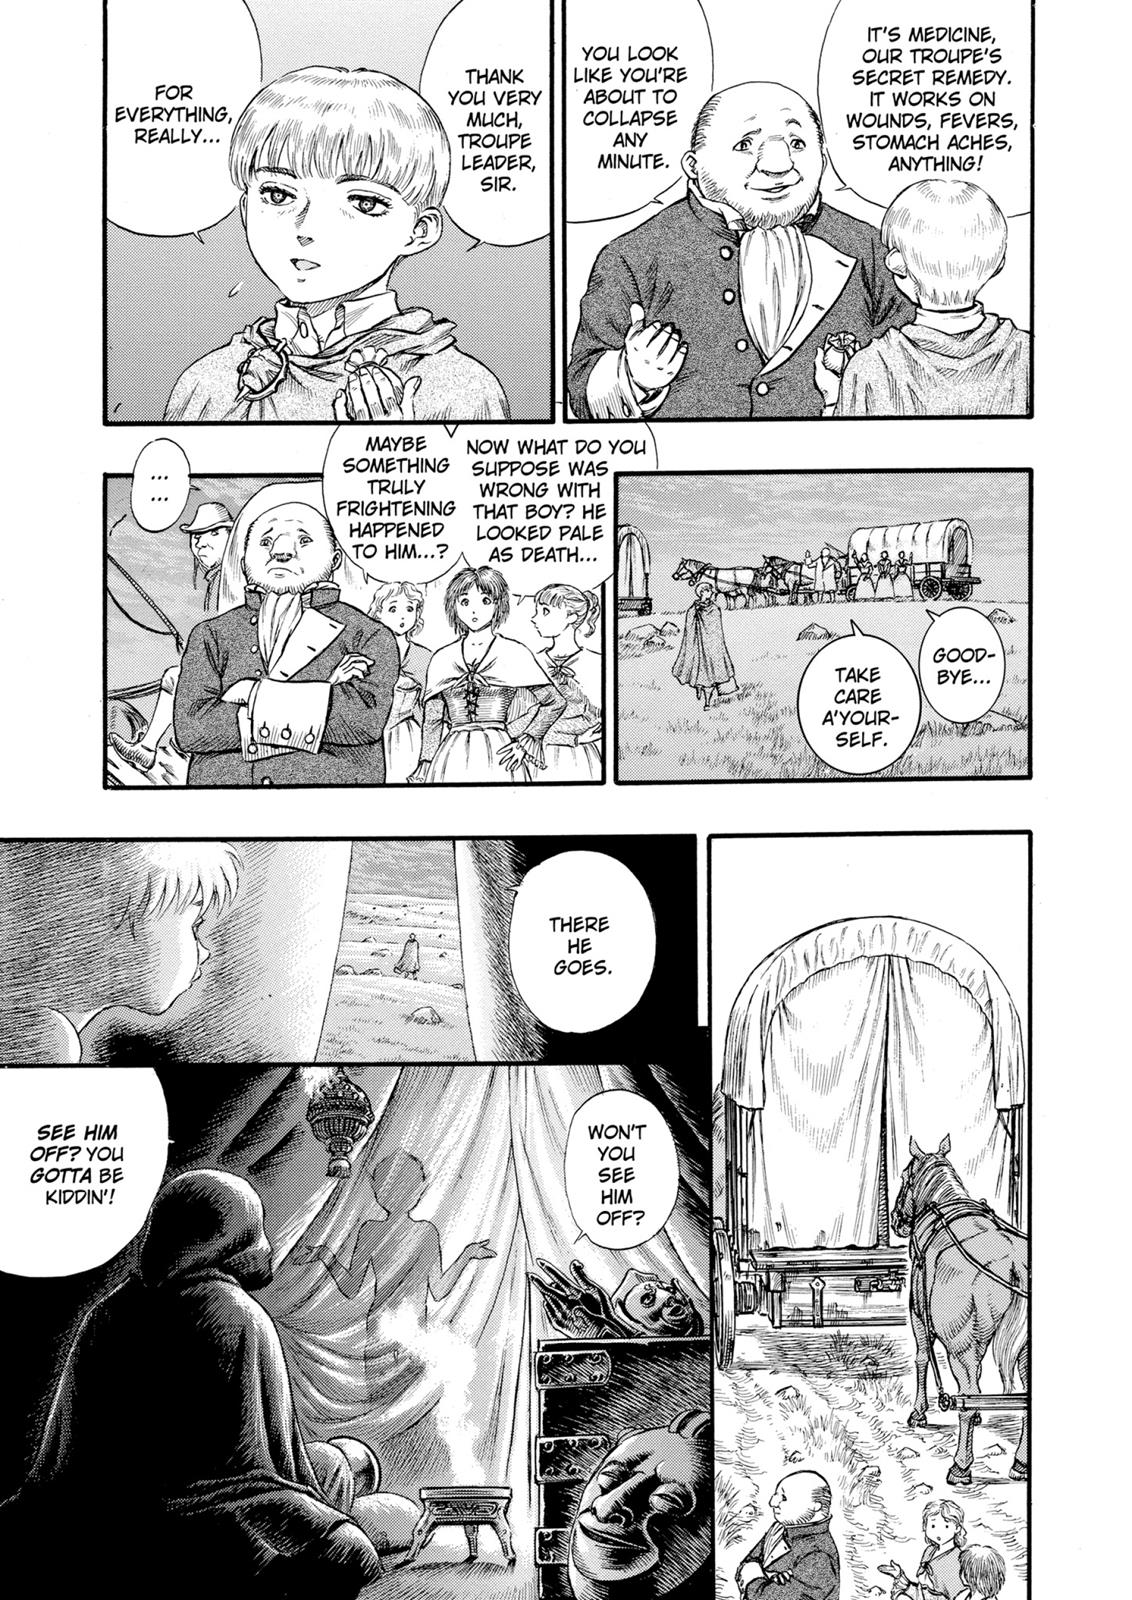 IT'S MEDICINE,
OUR TROUPE'S
SECRET REMEDY.
IT WORKS ON
WOUNDS, FEVERS,
STOMACH ACHES,
ANYTHING!
YOU LOOK
LIKE YOU'RE
ABOUT TO
COLLAPSE
ANY
MINUTE.
THANK
YOU VERY
MUCH,
TROUPE
LEADER,
SIR.
FOR
EVERYTHING,
REALLY...
GOOD-
BYE...
TAKE
CARE
A'YOUR-
SELF.
NOW WHAT DO YOU
SUPPOSE WAS
WRONG WITH
THAT BOY? HE
LOOKED PALE
AS DEATH...
MAYBE
SOMETHING
TRULY
FRIGHTENING
HAPPENED
TO HIM...?
...
...
THERE
HE
GOES.
WON'T
YOU
SEE
HIM
OFF?
SEE HIM
OFF? YOU
GOTTA BE
KIDDIN'!